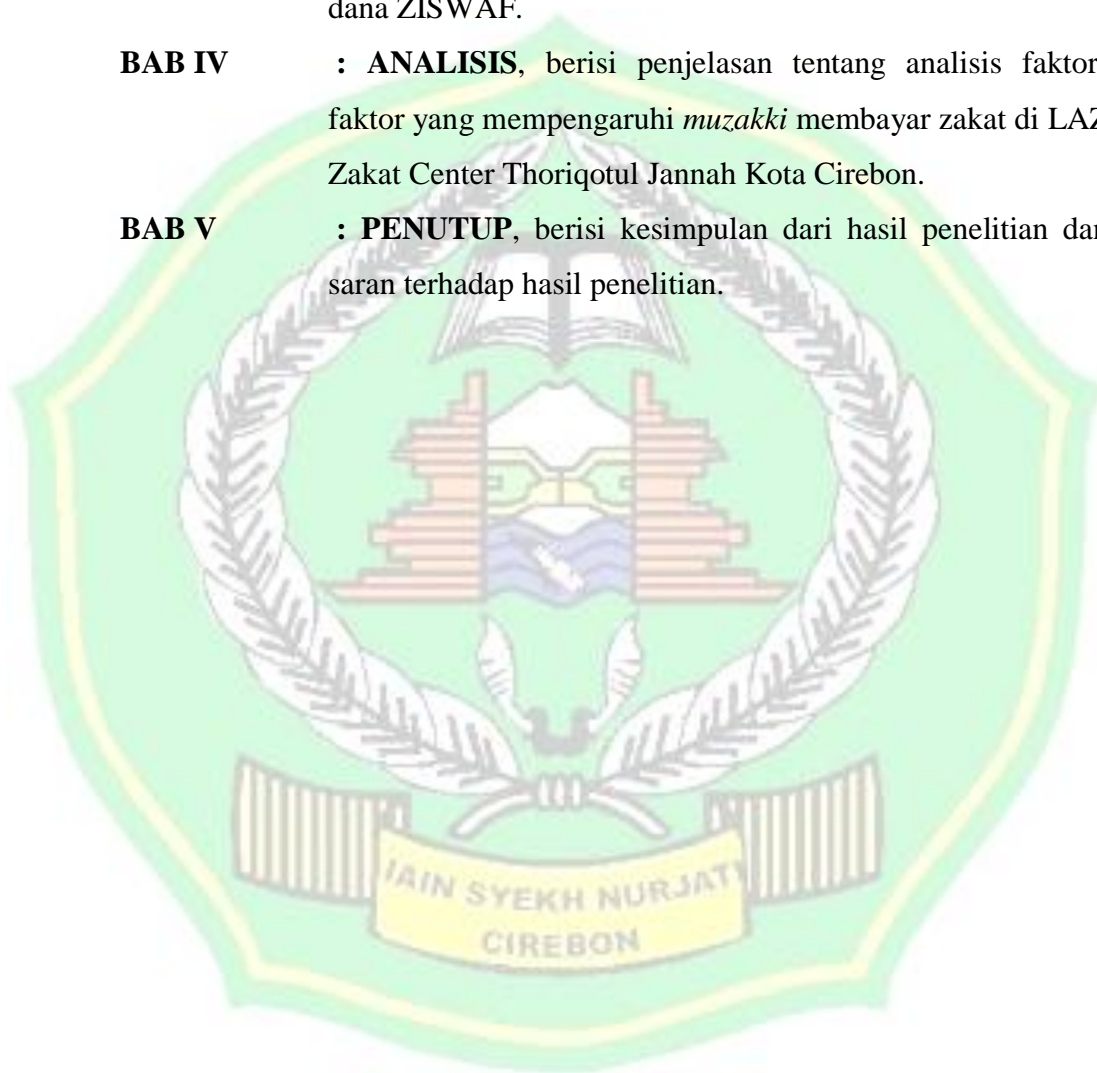 dana ZISWAF.
BAB IV : ANALISIS, berisi penjelasan tentang analisis faktor
faktor yang mempengaruhi muzakki membayar zakat di LAZ
Zakat Center Thoriqotul Jannah Kota Cirebon.
BAB V : PENUTUP, berisi kesimpulan dari hasil penelitian dan
saran terhadap hasil penelitian.
IAIN SYEKH NURJATI
CIREBON